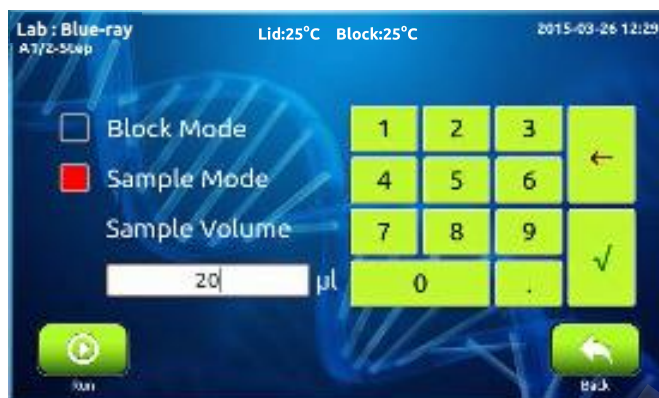 Lab : Blue-ray
Lid:25°C Block:25°C
2015-03-26 12:29
A1/2-Step
Block Mode
Sample Mode
Sample Volume
20 µl
1 2 3 ←
4 5 6
7 8 9 √
0 .
Run
Back